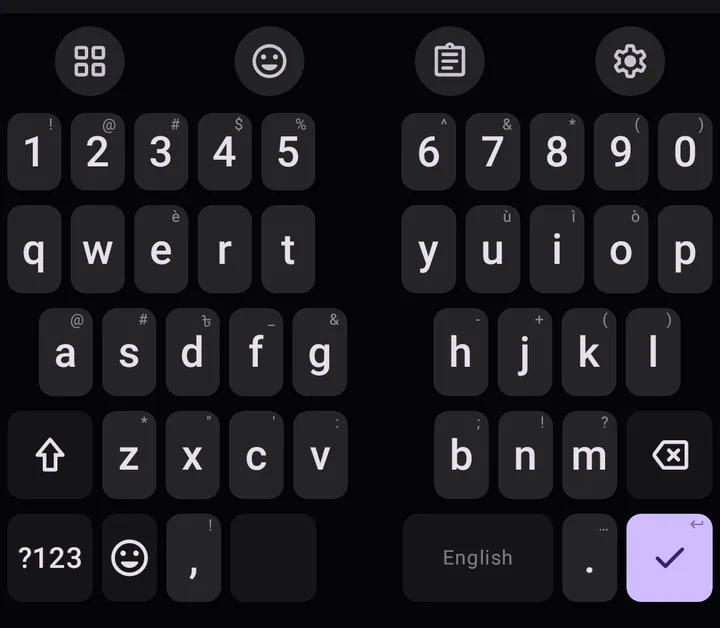 ! @ # $ % ^ & * ( )
1 2 3 4 5 6 7 8 9 0
è ù ì ò
q w e r t y u i o p
@ # _ & - + ( )
a s d f g h j k l
* " ' : ; ! ?
z x c v b n m
! …
?123 , English .